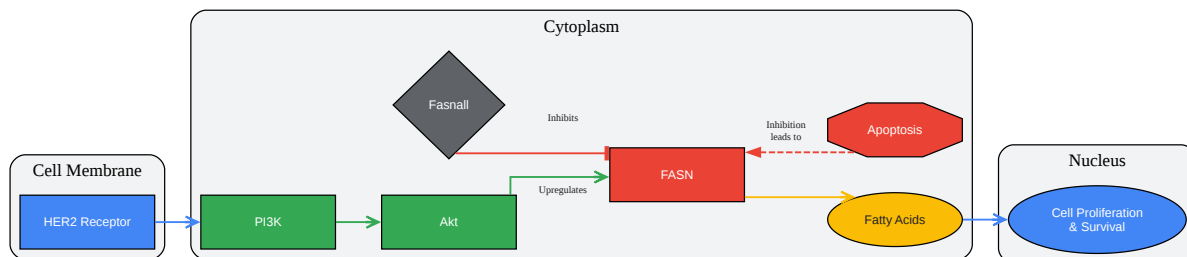 Cytoplasm
Fasnall
Inhibits
Inhibition
leads to
Apoptosis
Cell Membrane
Nucleus
FASN
HER2 Receptor
PI3K
Akt
Upregulates
Fatty Acids
Cell Proliferation
& Survival